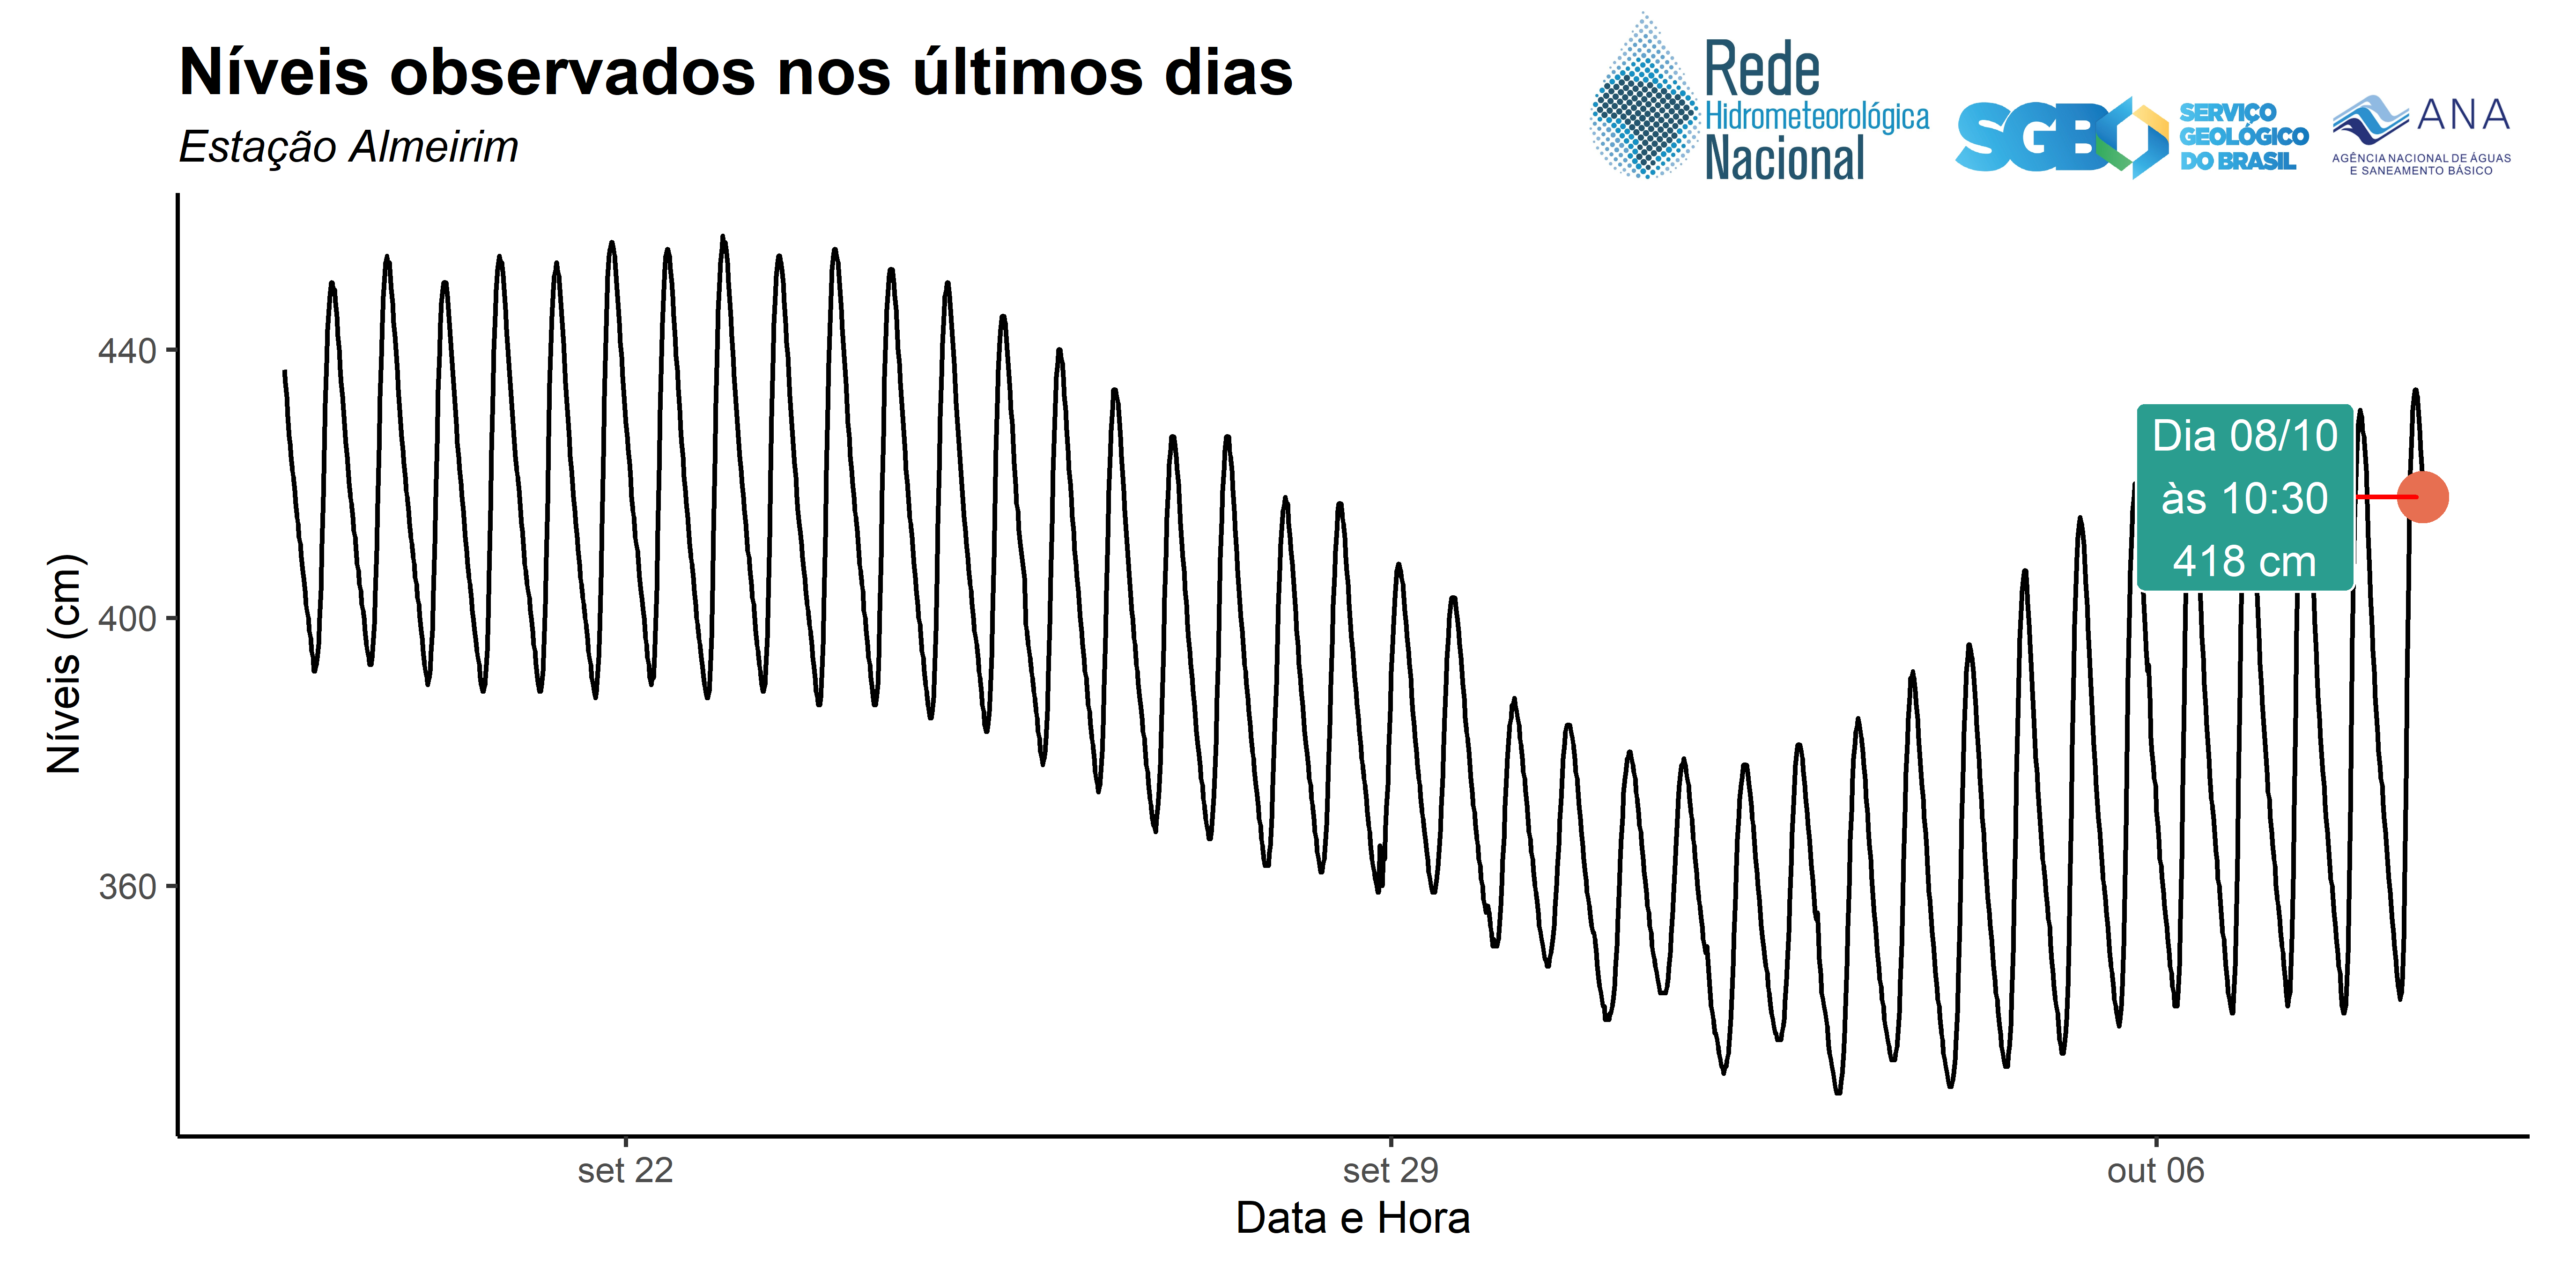 Níveis observados nos últimos dias
Estação Almeirim
Rede
Hidrometeorológica
Nacional
SGB
SERVIÇO
GEOLÓGICO
DO BRASIL
ANA
AGÊNCIA NACIONAL DE ÁGUAS
E SANEAMENTO BÁSICO
Níveis (cm)
440
400
360
Dia 08/10
às 10:30
418 cm
set 22
set 29
out 06
Data e Hora